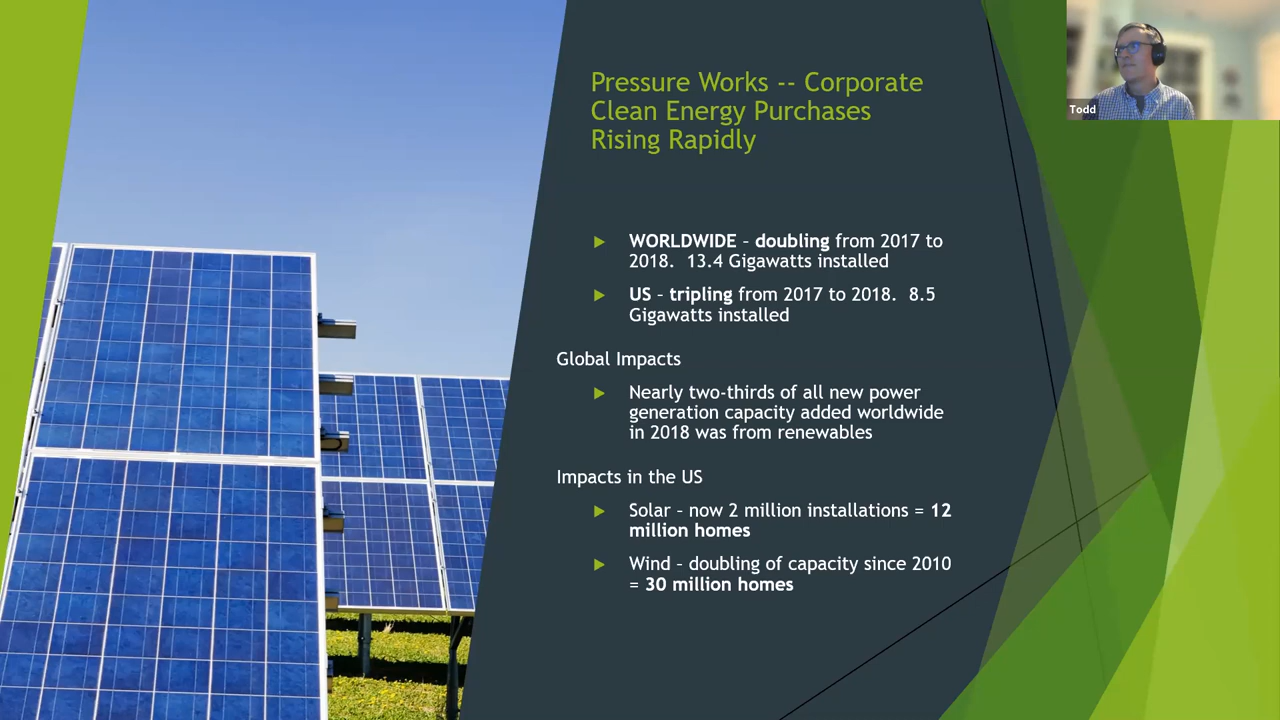 Pressure Works -- Corporate
Clean Energy Purchases
Rising Rapidly
Todd
WORLDWIDE – doubling from 2017 to
2018.  13.4 Gigawatts installed
US – tripling from 2017 to 2018.  8.5
Gigawatts installed
Global Impacts
Nearly two-thirds of all new power
generation capacity added worldwide
in 2018 was from renewables
Impacts in the US
Solar – now 2 million installations = 12
million homes
Wind – doubling of capacity since 2010
= 30 million homes